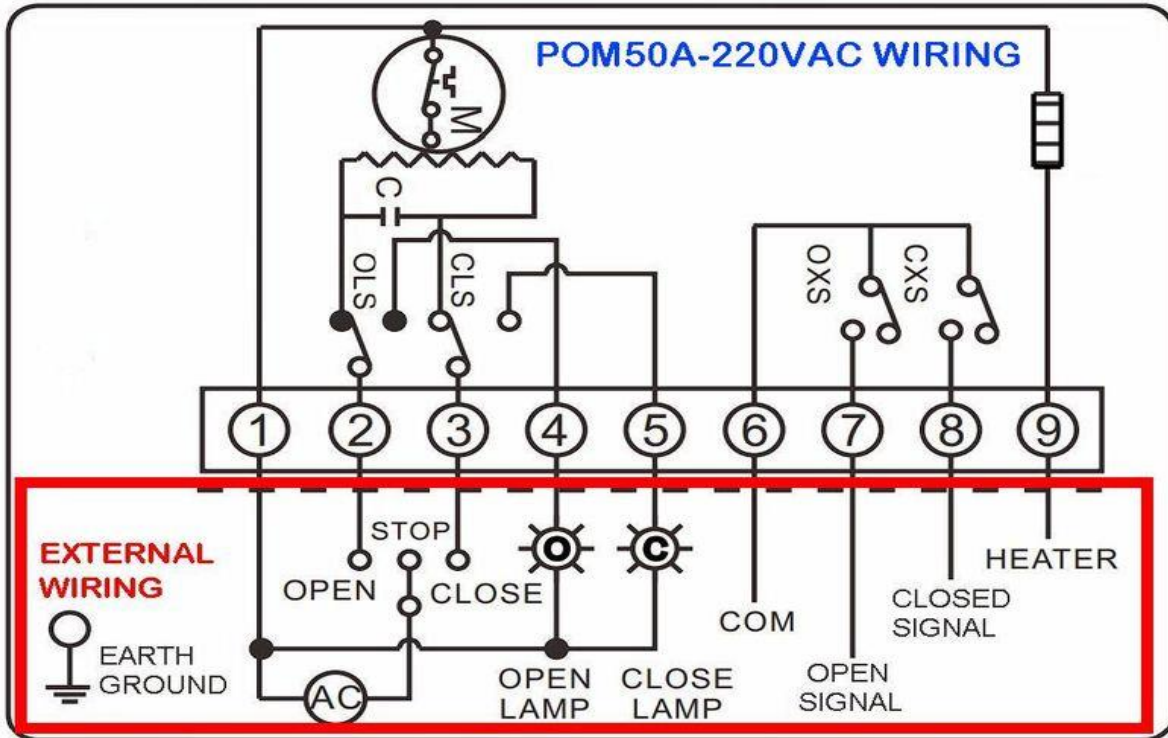 POM50A-220VAC WIRING
M
C
OLS
CLS
OXS
CXS
1 2 3 4 5 6 7 8 9
EXTERNAL
WIRING
EARTH
GROUND
OPEN
STOP
CLOSE
AC
O
C
OPEN
LAMP
CLOSE
LAMP
COM
OPEN
SIGNAL
CLOSED
SIGNAL
HEATER